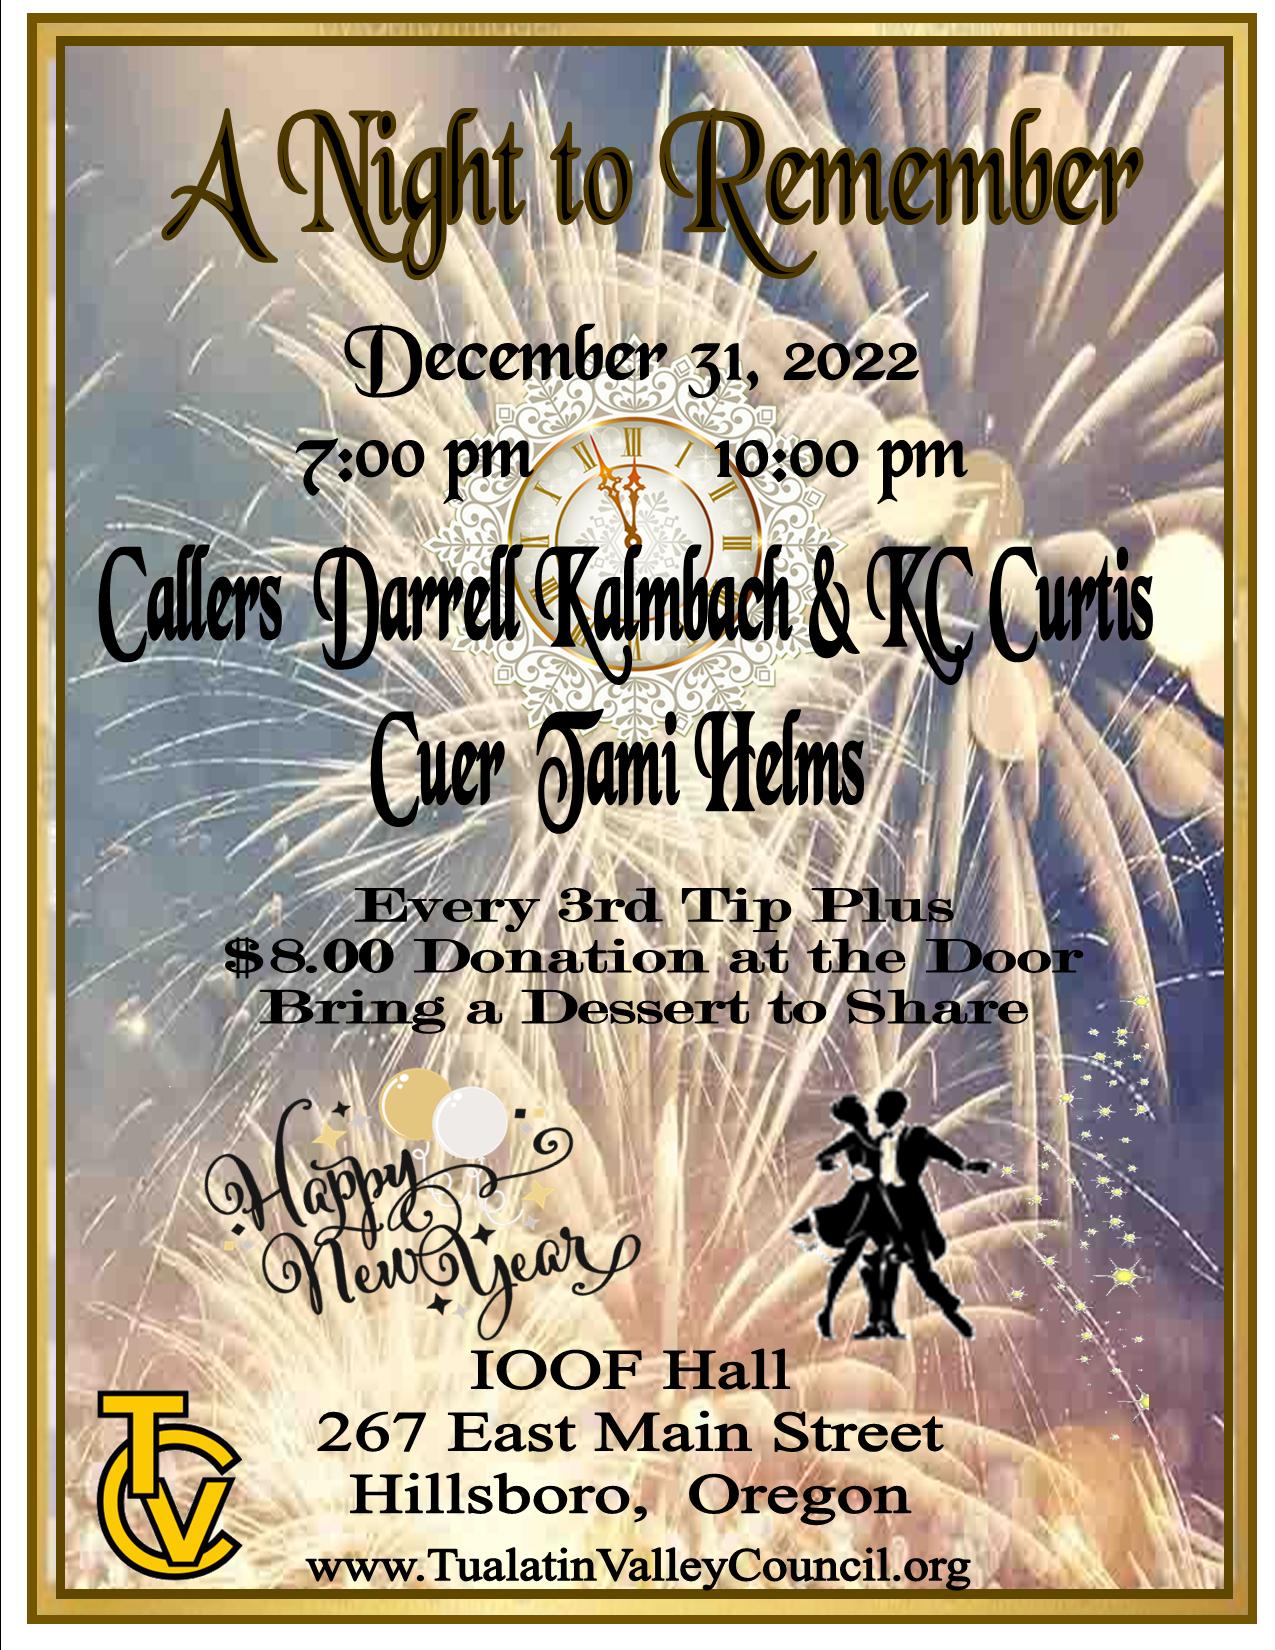 A Night to Remember
December 31, 2022
7:00 pm 10:00 pm
Callers Darrell Kalmbach & KC Curtis
Cuer Tami Helms
Every 3rd Tip Plus
$8.00 Donation at the Door
Bring a Dessert to Share
Happy
New Year
IOOF Hall
267 East Main Street
Hillsboro, Oregon
TCV
www.TualatinValleyCouncil.org